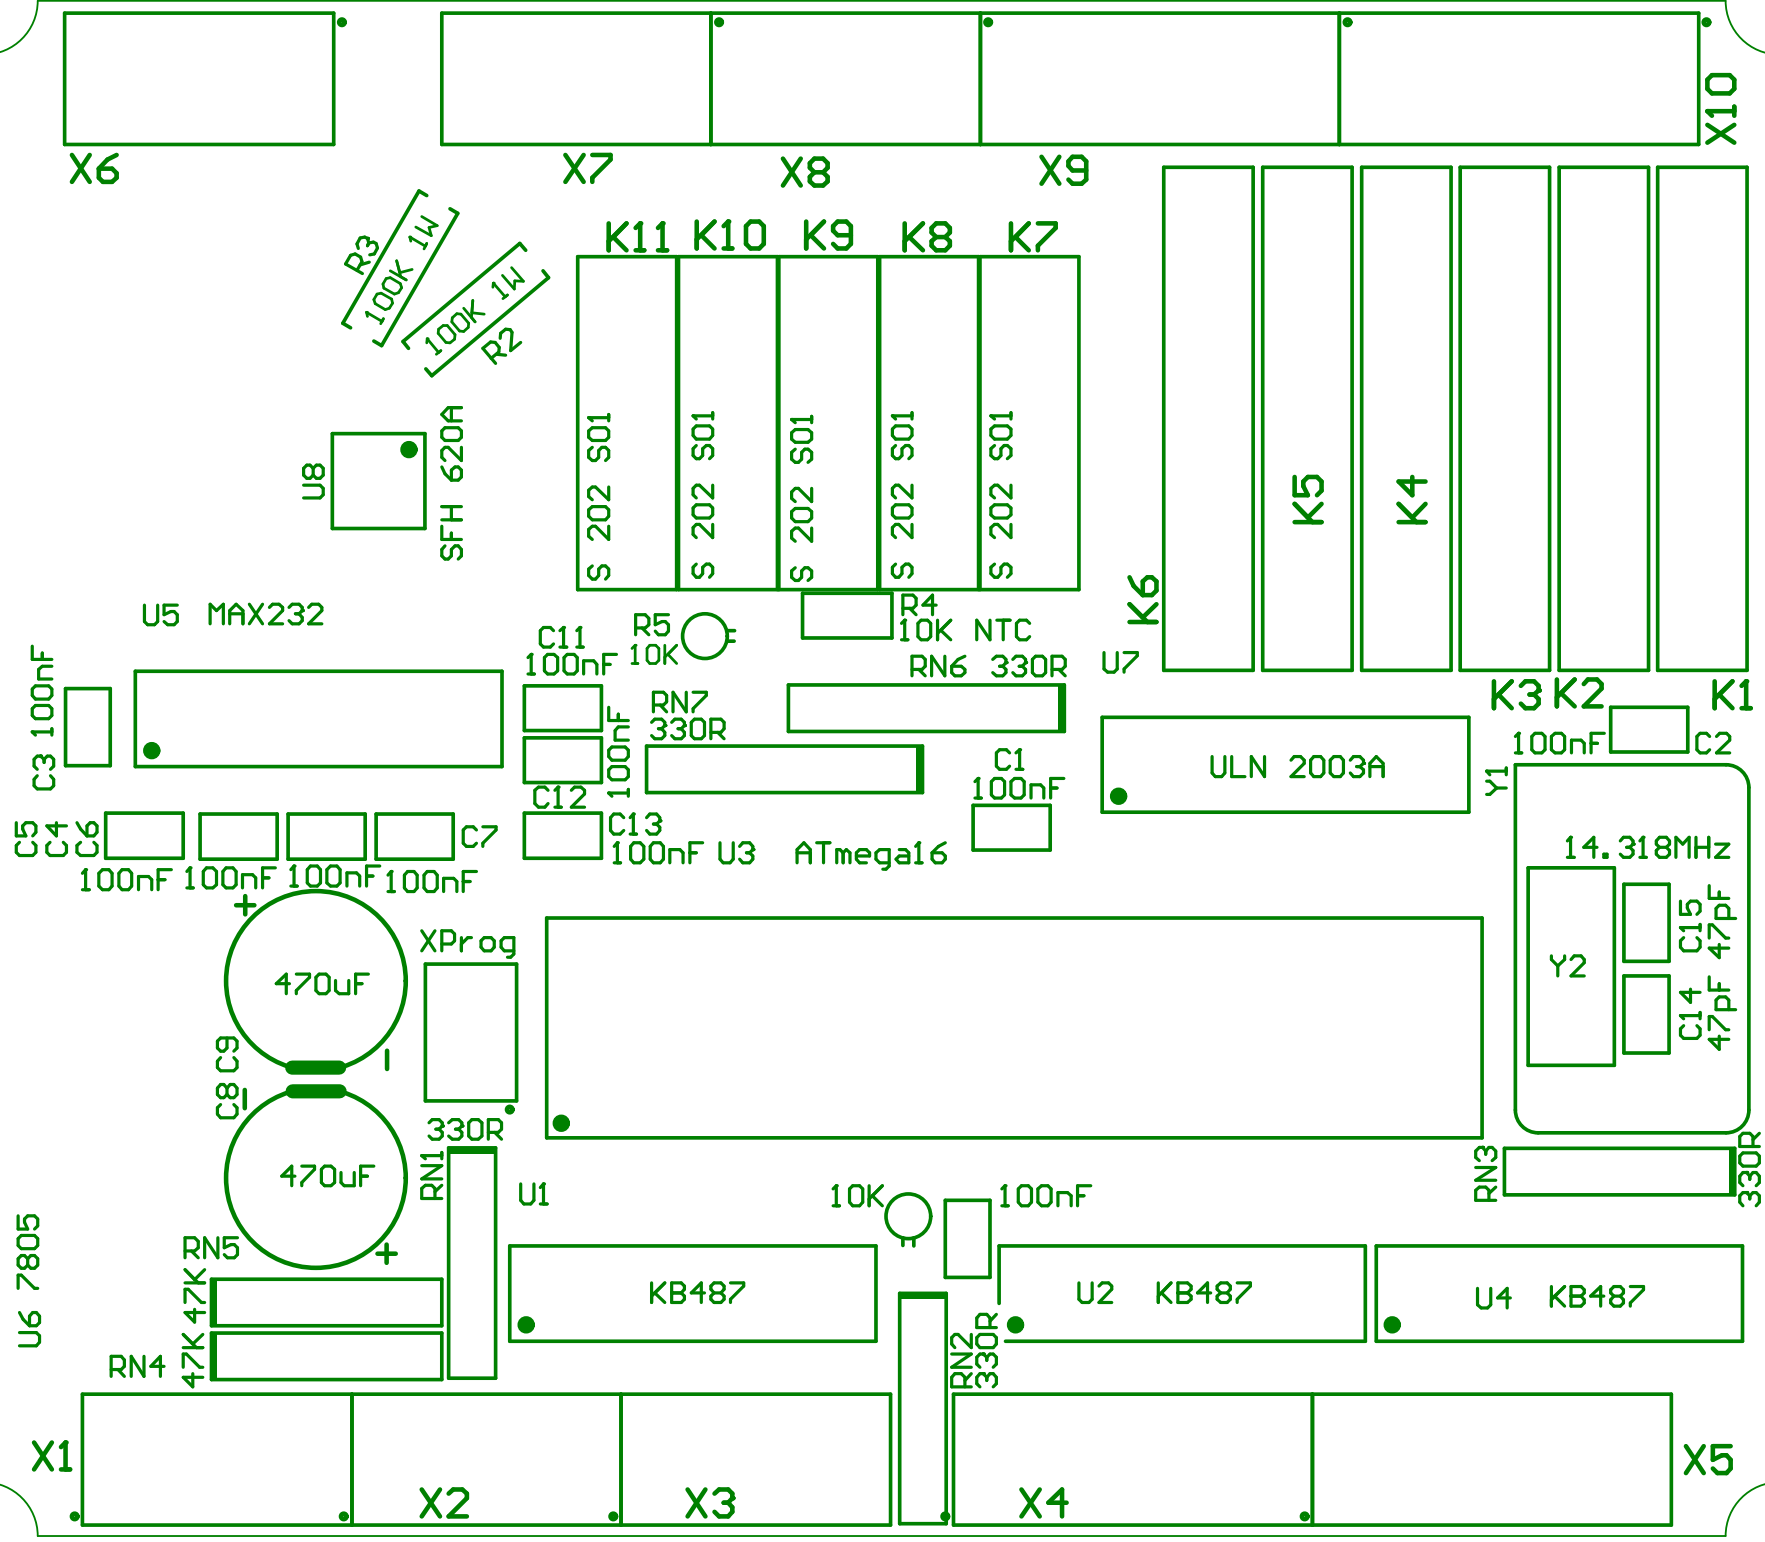 X6
X7
X8
X9
X10
R3
100K 1W
100K 1W
R2
K11
K10
K9
K8
K7
S 202 S01
S 202 S01
S 202 S01
S 202 S01
S 202 S01
K6
K5
K4
K3
K2
K1
U8
SFH 620A
U5 MAX232
C3 100nF
C11
100nF
R5
10K
R4
10K NTC
RN6 330R
U7
RN7
330R
100nF
C12
C1
100nF
ULN 2003A
100nF
C2
Y1
C5
C4
C6
C7
C13
100nF
U3 ATmega16
100nF
100nF
100nF
100nF
14.318MHz
+
470uF
-
C9
XProg
Y2
C15
47pF
C14
47pF
C8
-
470uF
+
330R
RN1
U1
10K
100nF
RN3
330R
U6 7805
RN5
47K
RN4
47K
KB487
RN2
330R
U2 KB487
U4 KB487
X1
X2
X3
X4
X5